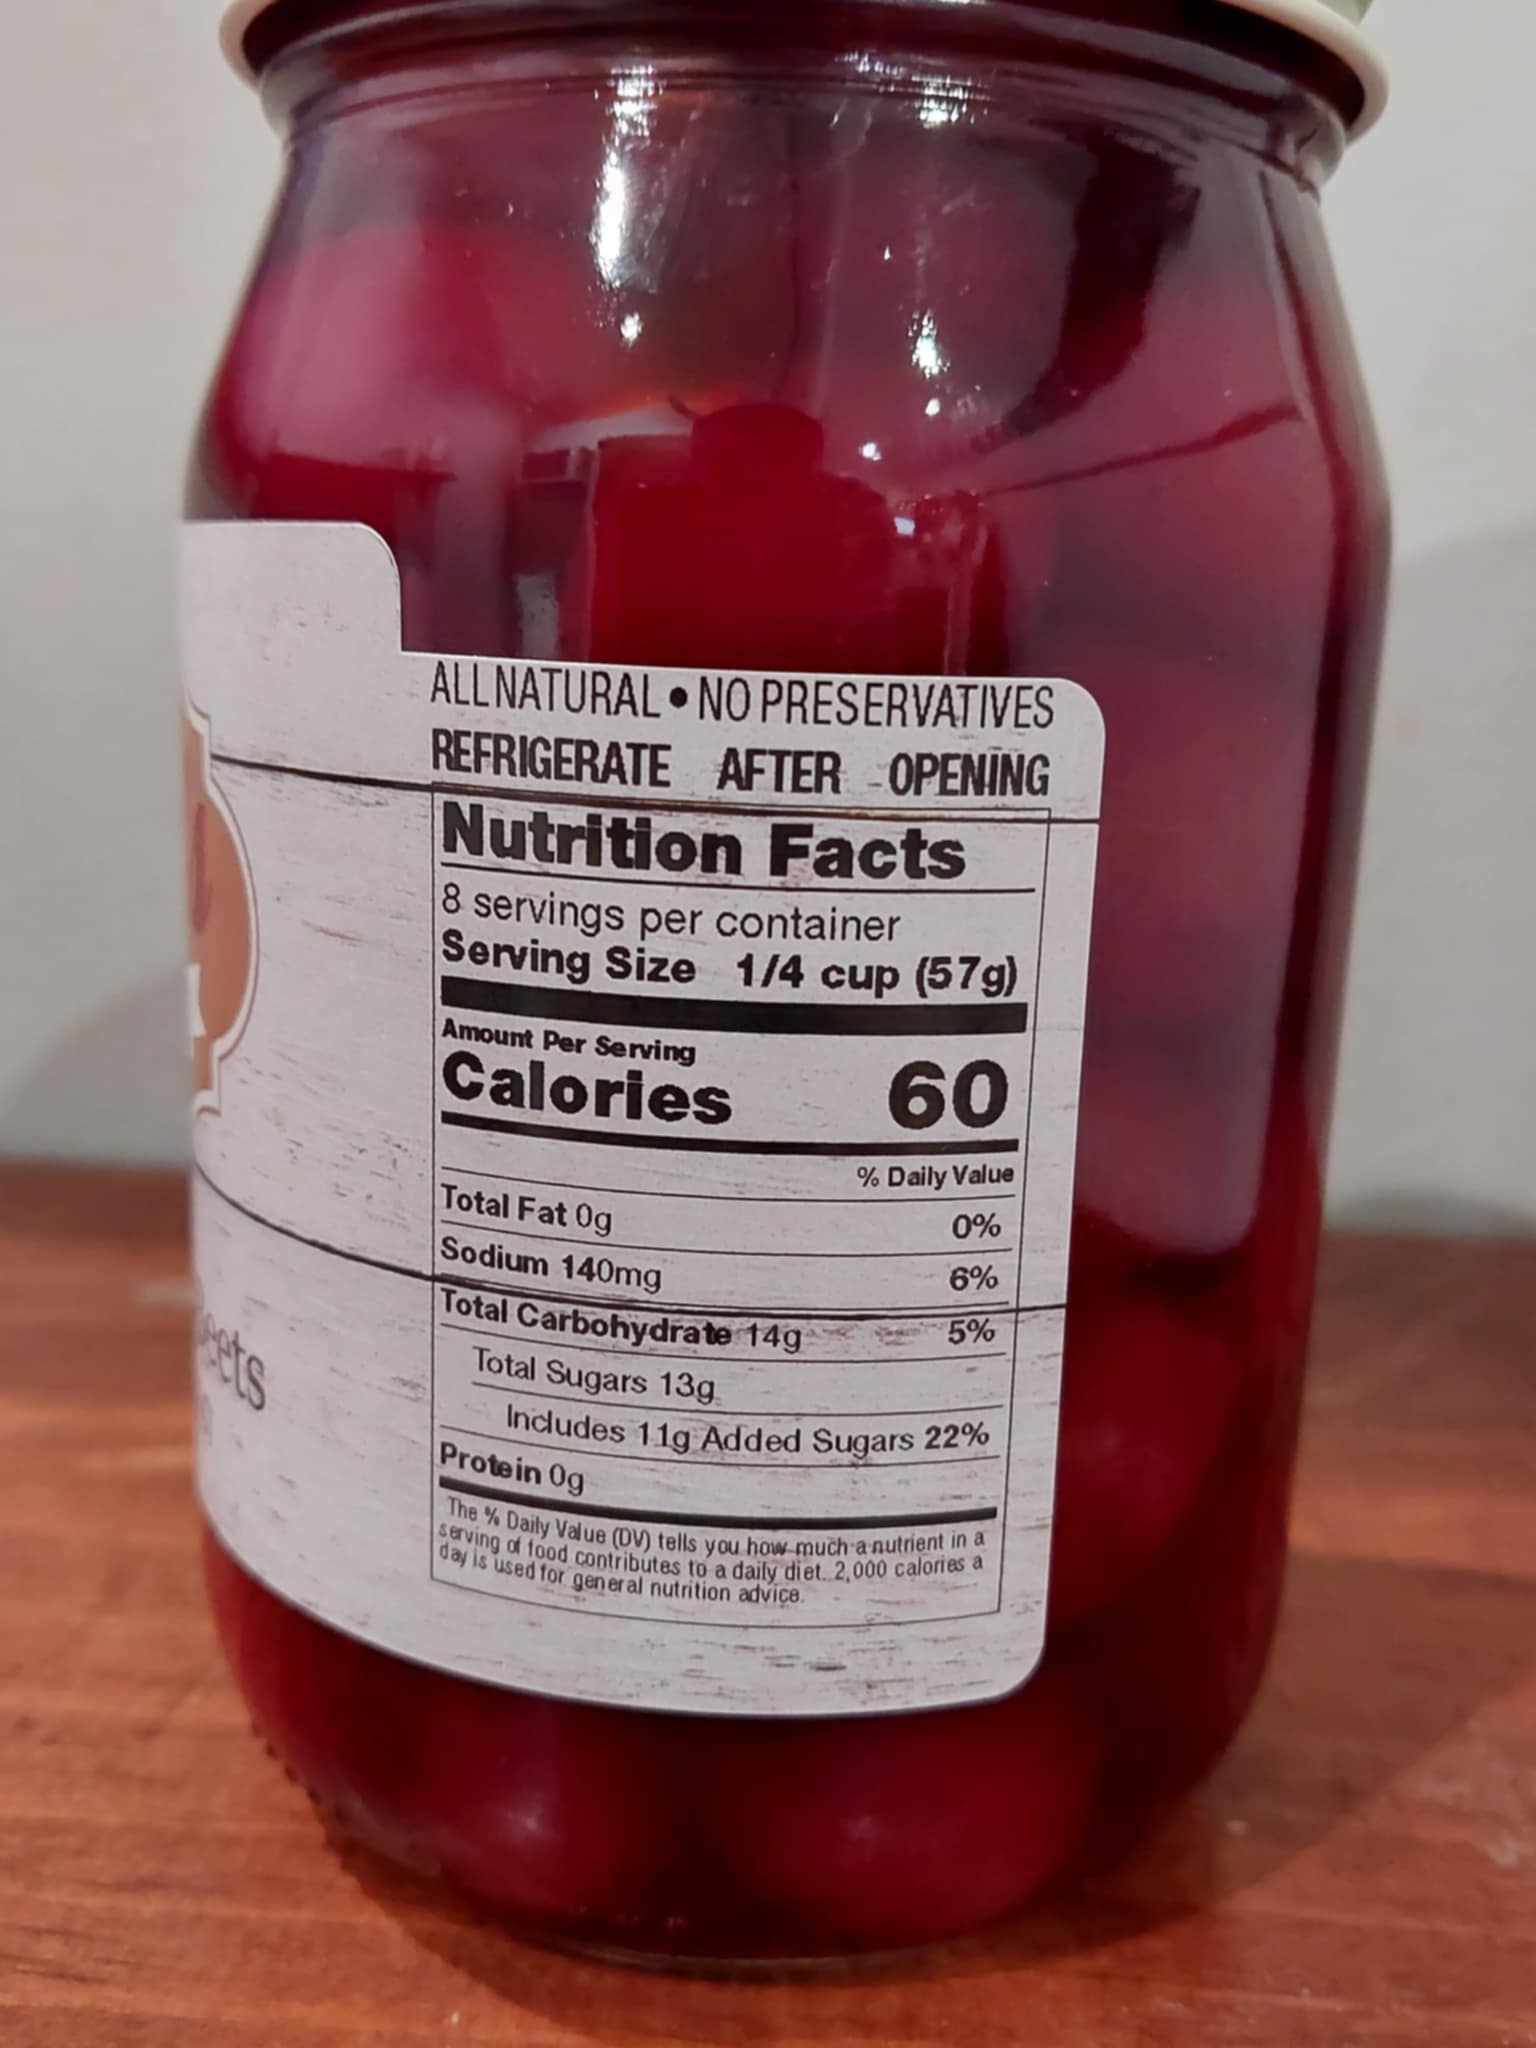 ALL NATURAL • NO PRESERVATIVES
REFRIGERATE AFTER OPENING
Nutrition Facts
8 servings per container
Serving Size 1/4 cup (57g)
Amount Per Serving
Calories 60
% Daily Value
Total Fat 0g 0%
Sodium 140mg 6%
Total Carbohydrate 14g 5%
Total Sugars 13g
Includes 11g Added Sugars 22%
Protein 0g
The % Daily Value (DV) tells you how much a nutrient in a
serving of food contributes to a daily diet. 2,000 calories a
day is used for general nutrition advice.